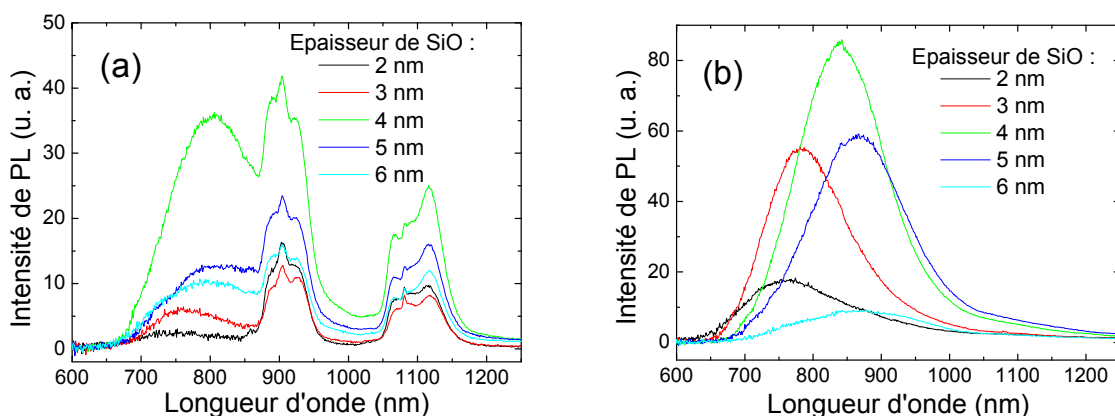 (a)
Epaisseur de SiO :
2 nm
3 nm
4 nm
5 nm
6 nm
Intensité de PL (u. a.)
50
40
30
20
10
0
600 700 800 900 1000 1100 1200
Longueur d'onde (nm)
(b)
Epaisseur de SiO :
2 nm
3 nm
4 nm
5 nm
6 nm
Intensité de PL (u. a.)
80
60
40
20
0
600 700 800 900 1000 1100 1200
Longueur d'onde (nm)